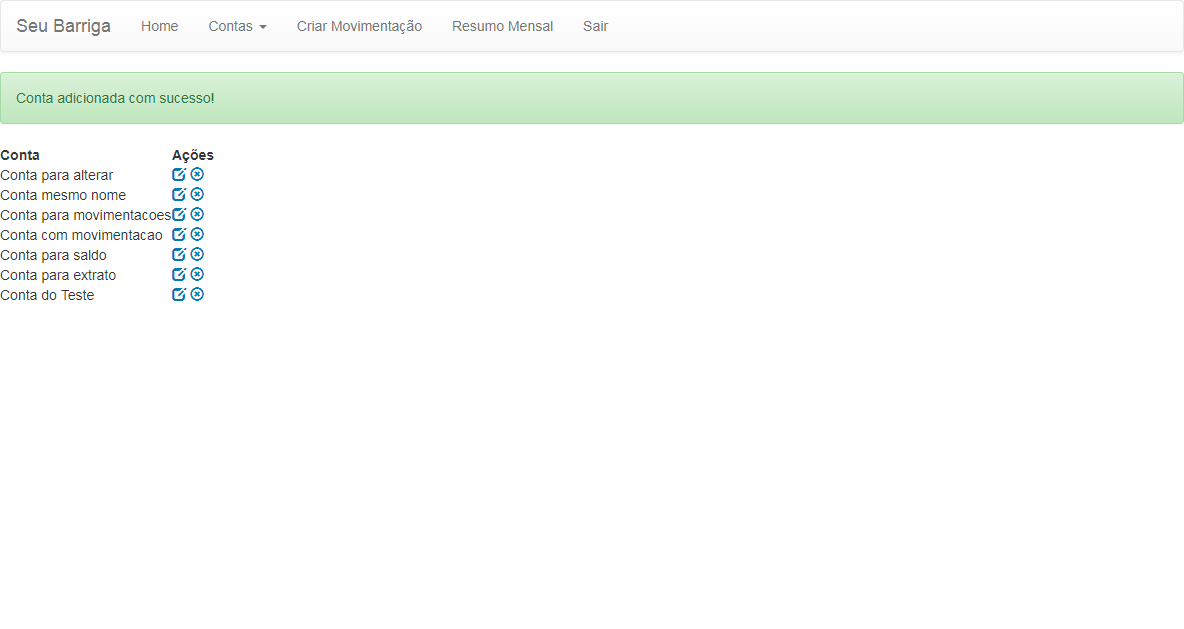 Seu Barriga Home Contas Criar Movimentação Resumo Mensal Sair
Conta adicionada com sucesso!
Conta Ações
Conta para alterar
Conta mesmo nome
Conta para movimentacoes
Conta com movimentacao
Conta para saldo
Conta para extrato
Conta do Teste